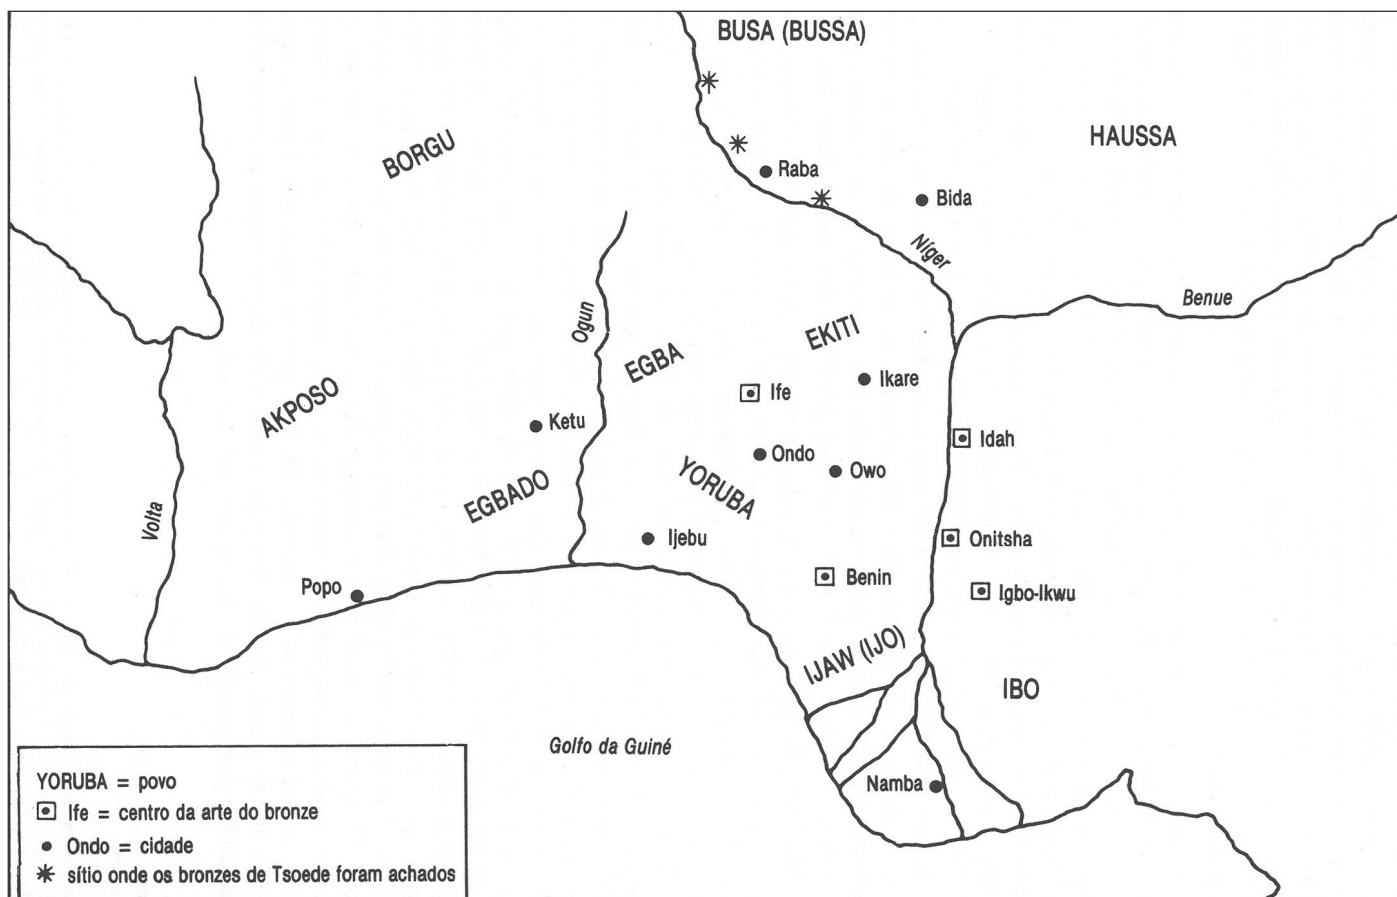 BUSA (BUSSA)
HAUSSA
BORGU
Raba
Bida
Níger
Benue
Ogun
EKITI
EGBA
Ikare
Ife
AKPOSO
Ketu
Idah
Ondo
Owo
YORUBA
EGBADO
Volta
Ijebu
Onitsha
Benin
Igbo-Ikwu
Popo
IJAW (IJO)
IBO
Golfo da Guiné
Namba
YORUBA = povo
Ife = centro da arte do bronze
Ondo = cidade
sítio onde os bronzes de Tsoede foram achados